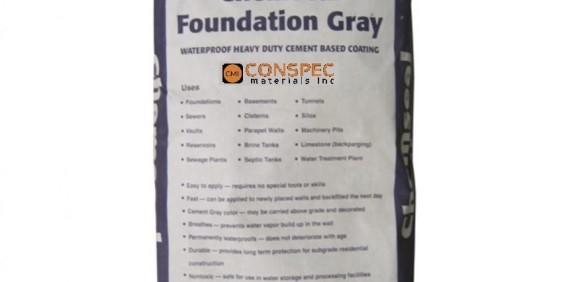 Foundation Gray
WATERPROOF HEAVY DUTY CEMENT BASED COATING
CMI CONSPEC
materials Inc
Uses
• Foundations • Basements • Tunnels
• Sewers • Cisterns • Silos
• Vaults • Parapet Walls • Machinery Pits
• Reservoirs • Brine Tanks • Limestone (backparging)
• Sewage Plants • Septic Tanks • Water Treatment Plant
• Easy to apply — requires no special tools or skills
• Fast — can be applied to newly placed walls and backfilled the next day
• Cement Gray color — may be carried above grade and decorated
• Breathes — prevents water vapor build up in the wall
• Permanently waterproofs — does not deteriorate with age
• Durable — provides long term protection for subgrade residential
construction
• Nontoxic — safe for use in water storage and processing facilities